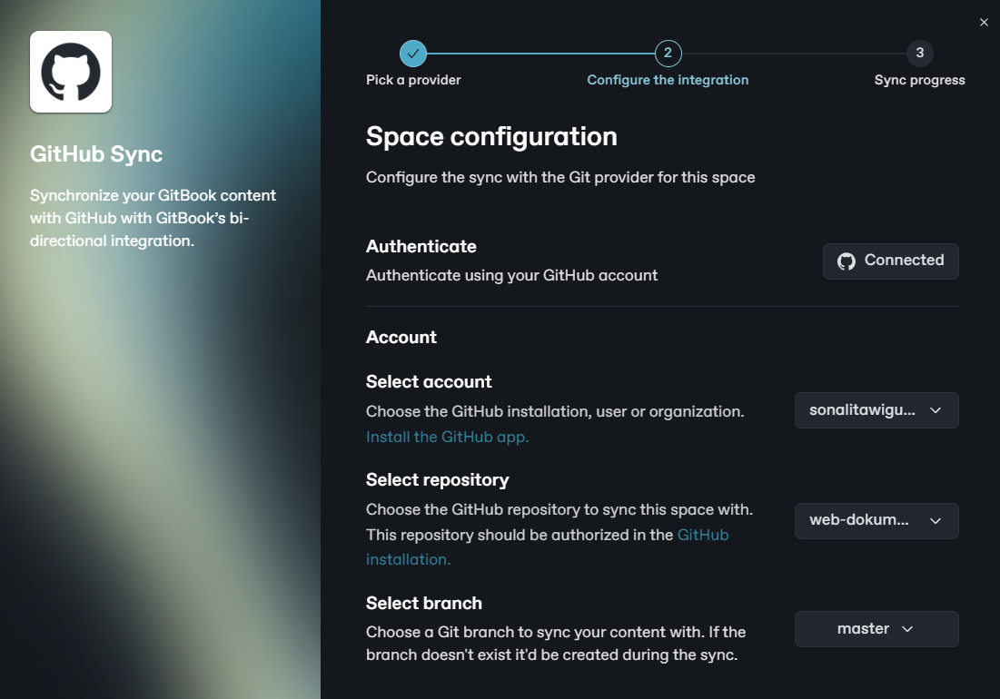 GitHub Sync
Synchronize your GitBook content
with GitHub with GitBook’s bi-
directional integration.
2
3
Pick a provider
Configure the integration
Sync progress
Space configuration
Configure the sync with the Git provider for this space
Authenticate
Authenticate using your GitHub account
Connected
Account
Select account
Choose the GitHub installation, user or organization.
Install the GitHub app.
sonalitawigu...
Select repository
Choose the GitHub repository to sync this space with.
This repository should be authorized in the GitHub
installation.
web-dokum...
Select branch
Choose a Git branch to sync your content with. If the
branch doesn't exist it'd be created during the sync.
master